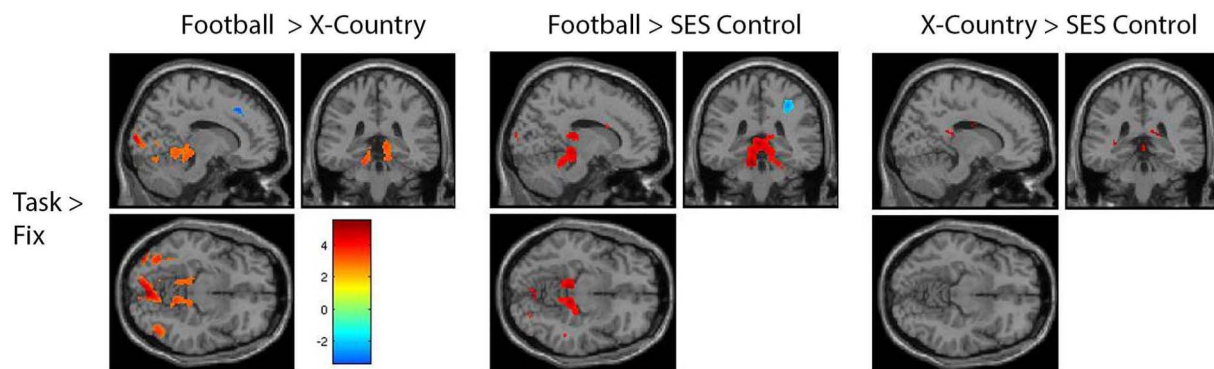 Football > X-Country
Football > SES Control
X-Country > SES Control
Task >
Fix
4
2
0
-2